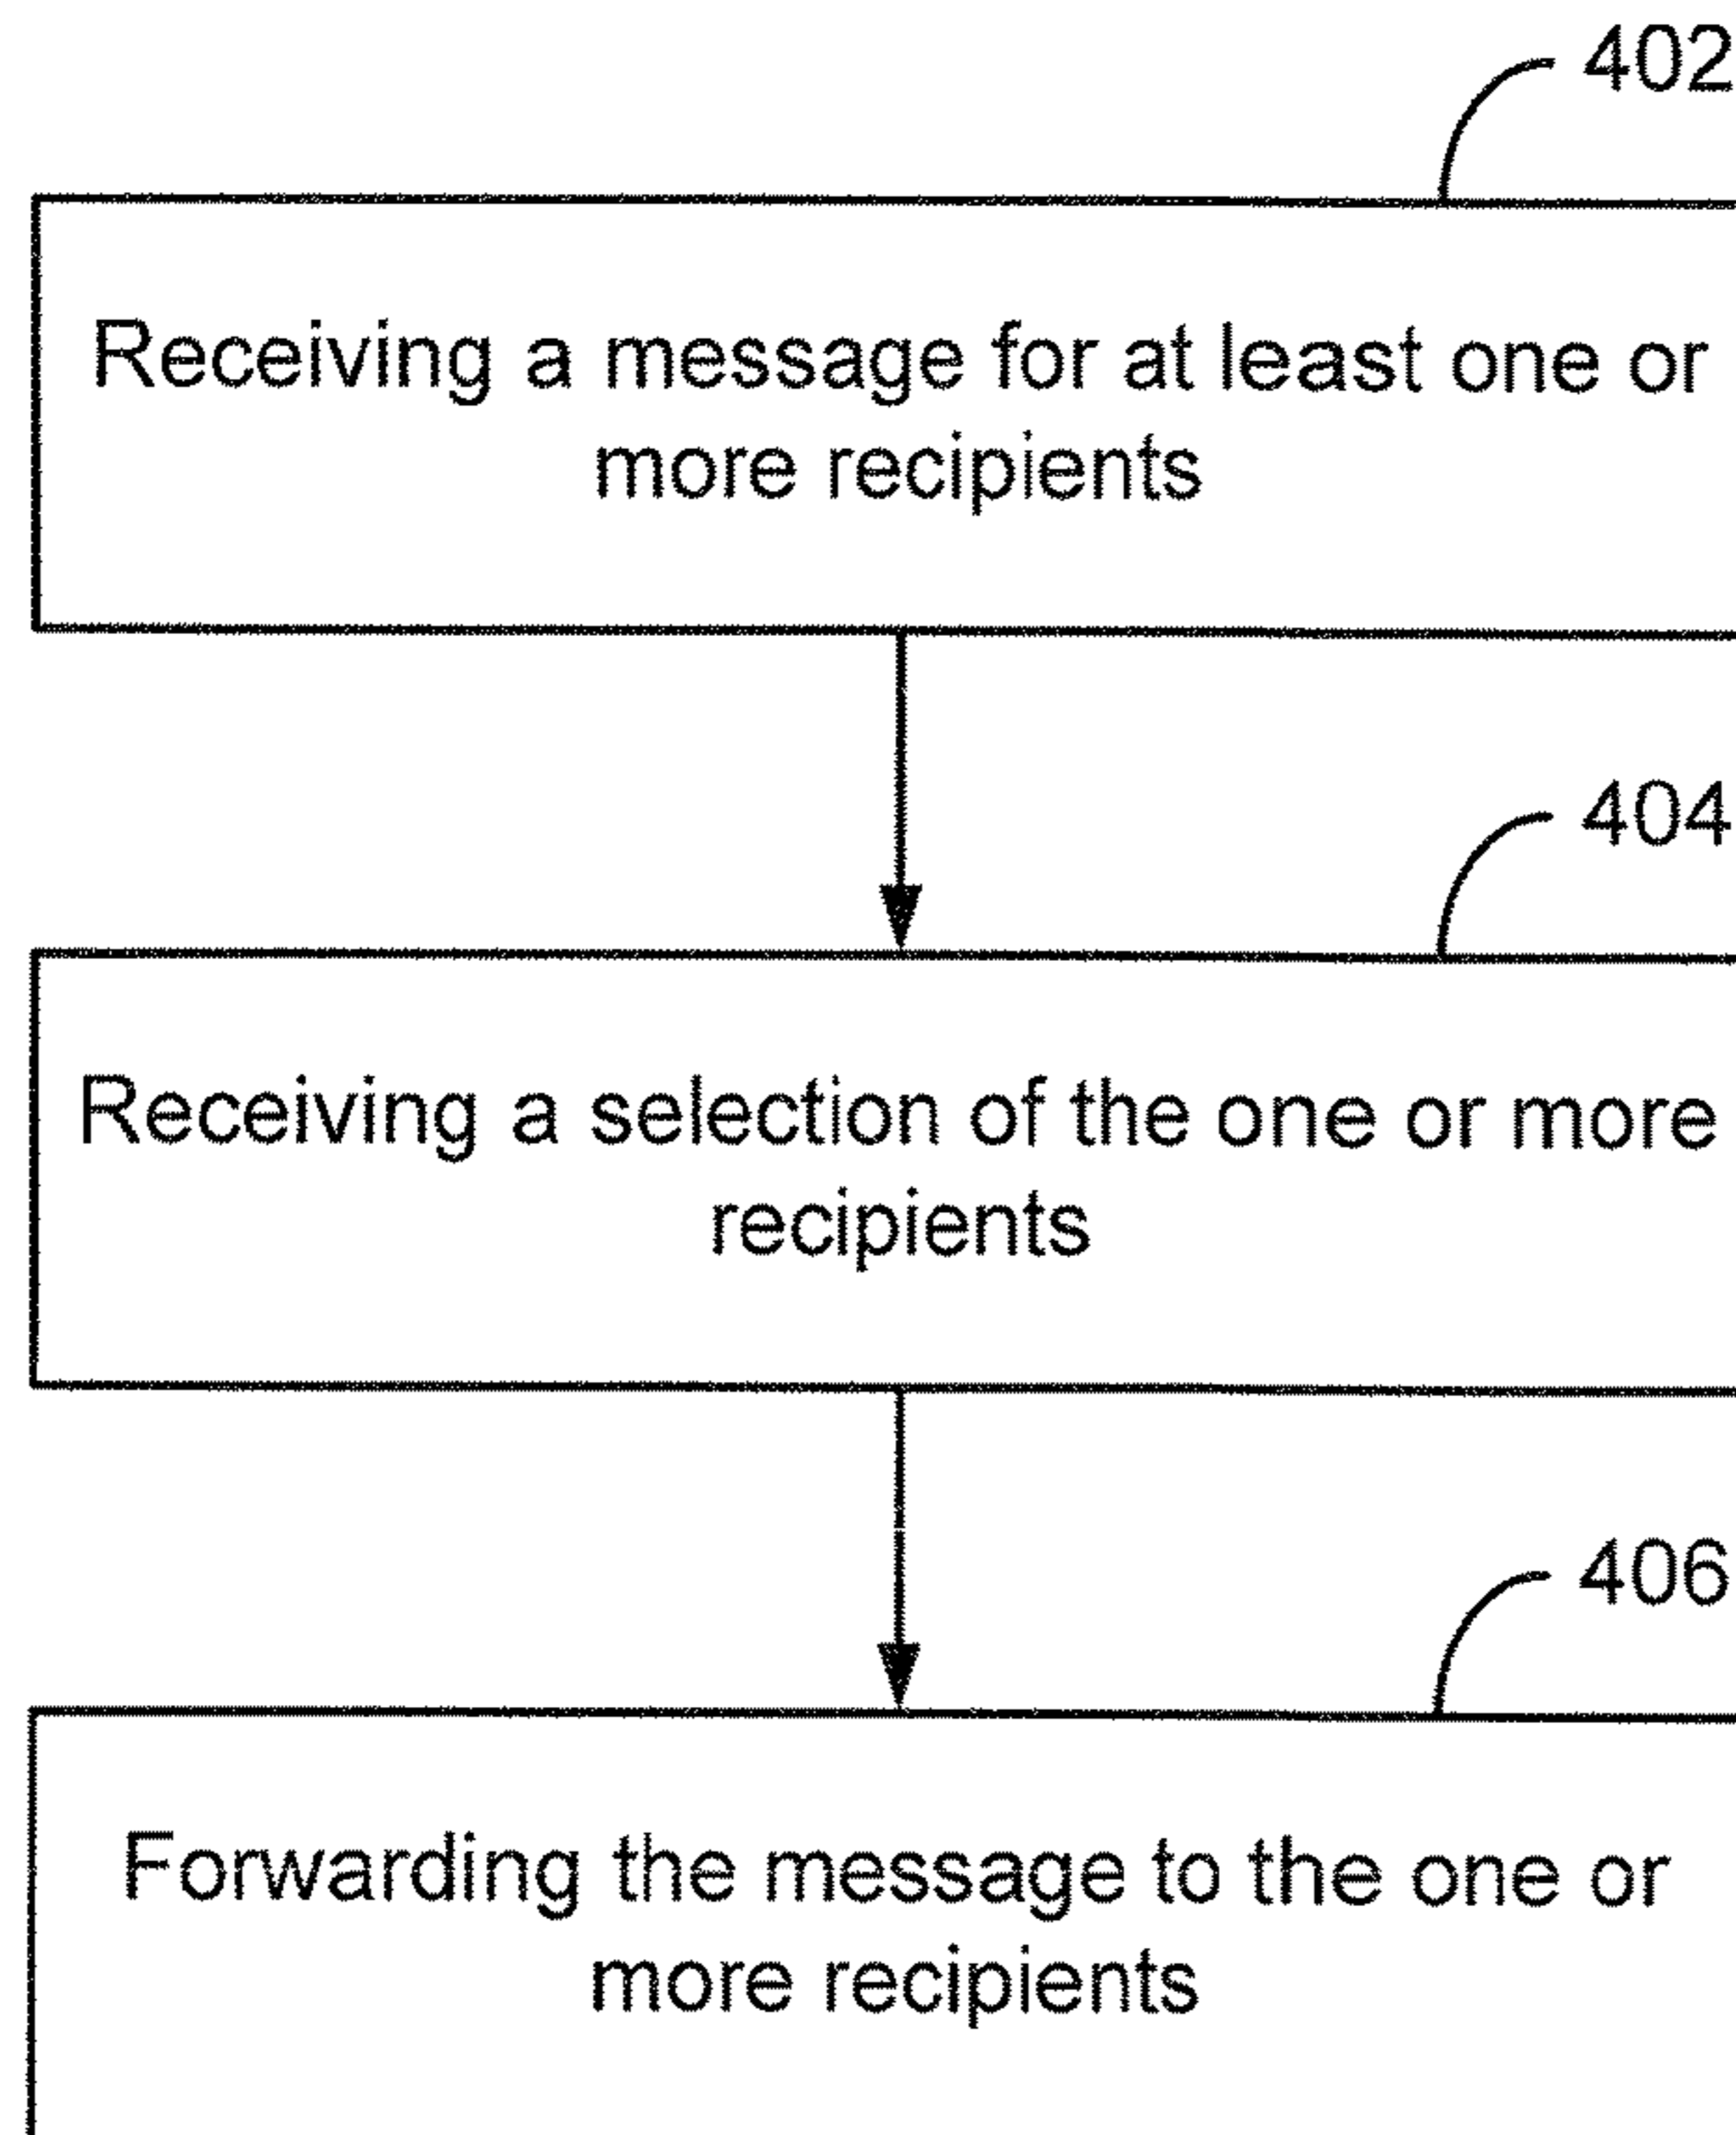 402
Receiving a message for at least one or
more recipients
404
Receiving a selection of the one or more
recipients
406
Forwarding the message to the one or
more recipients